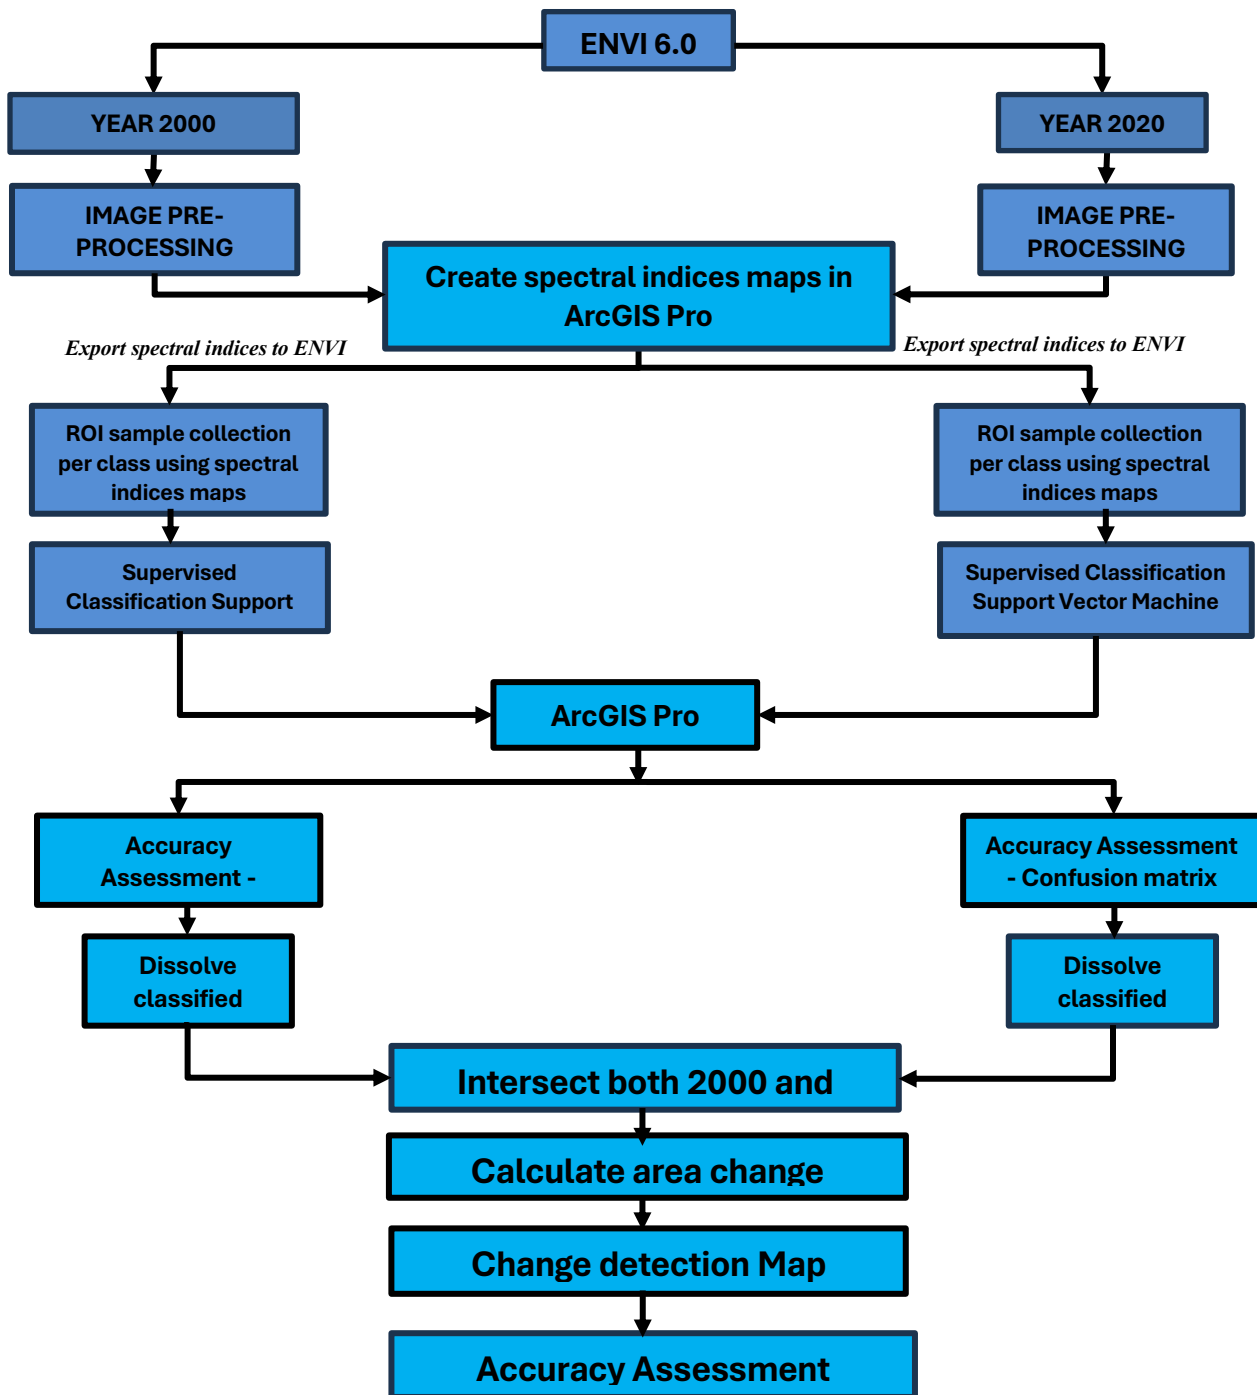 ENVI 6.0
YEAR 2000
YEAR 2020
IMAGE PRE-
PROCESSING
IMAGE PRE-
PROCESSING
Create spectral indices maps in
ArcGIS Pro
Export spectral indices to ENVI
Export spectral indices to ENVI
ROI sample collection
per class using spectral
indices maps
ROI sample collection
per class using spectral
indices maps
Supervised
Classification Support
Supervised Classification
Support Vector Machine
ArcGIS Pro
Accuracy
Assessment -
Accuracy Assessment
- Confusion matrix
Dissolve
classified
Dissolve
classified
Intersect both 2000 and
Calculate area change
Change detection Map
Accuracy Assessment